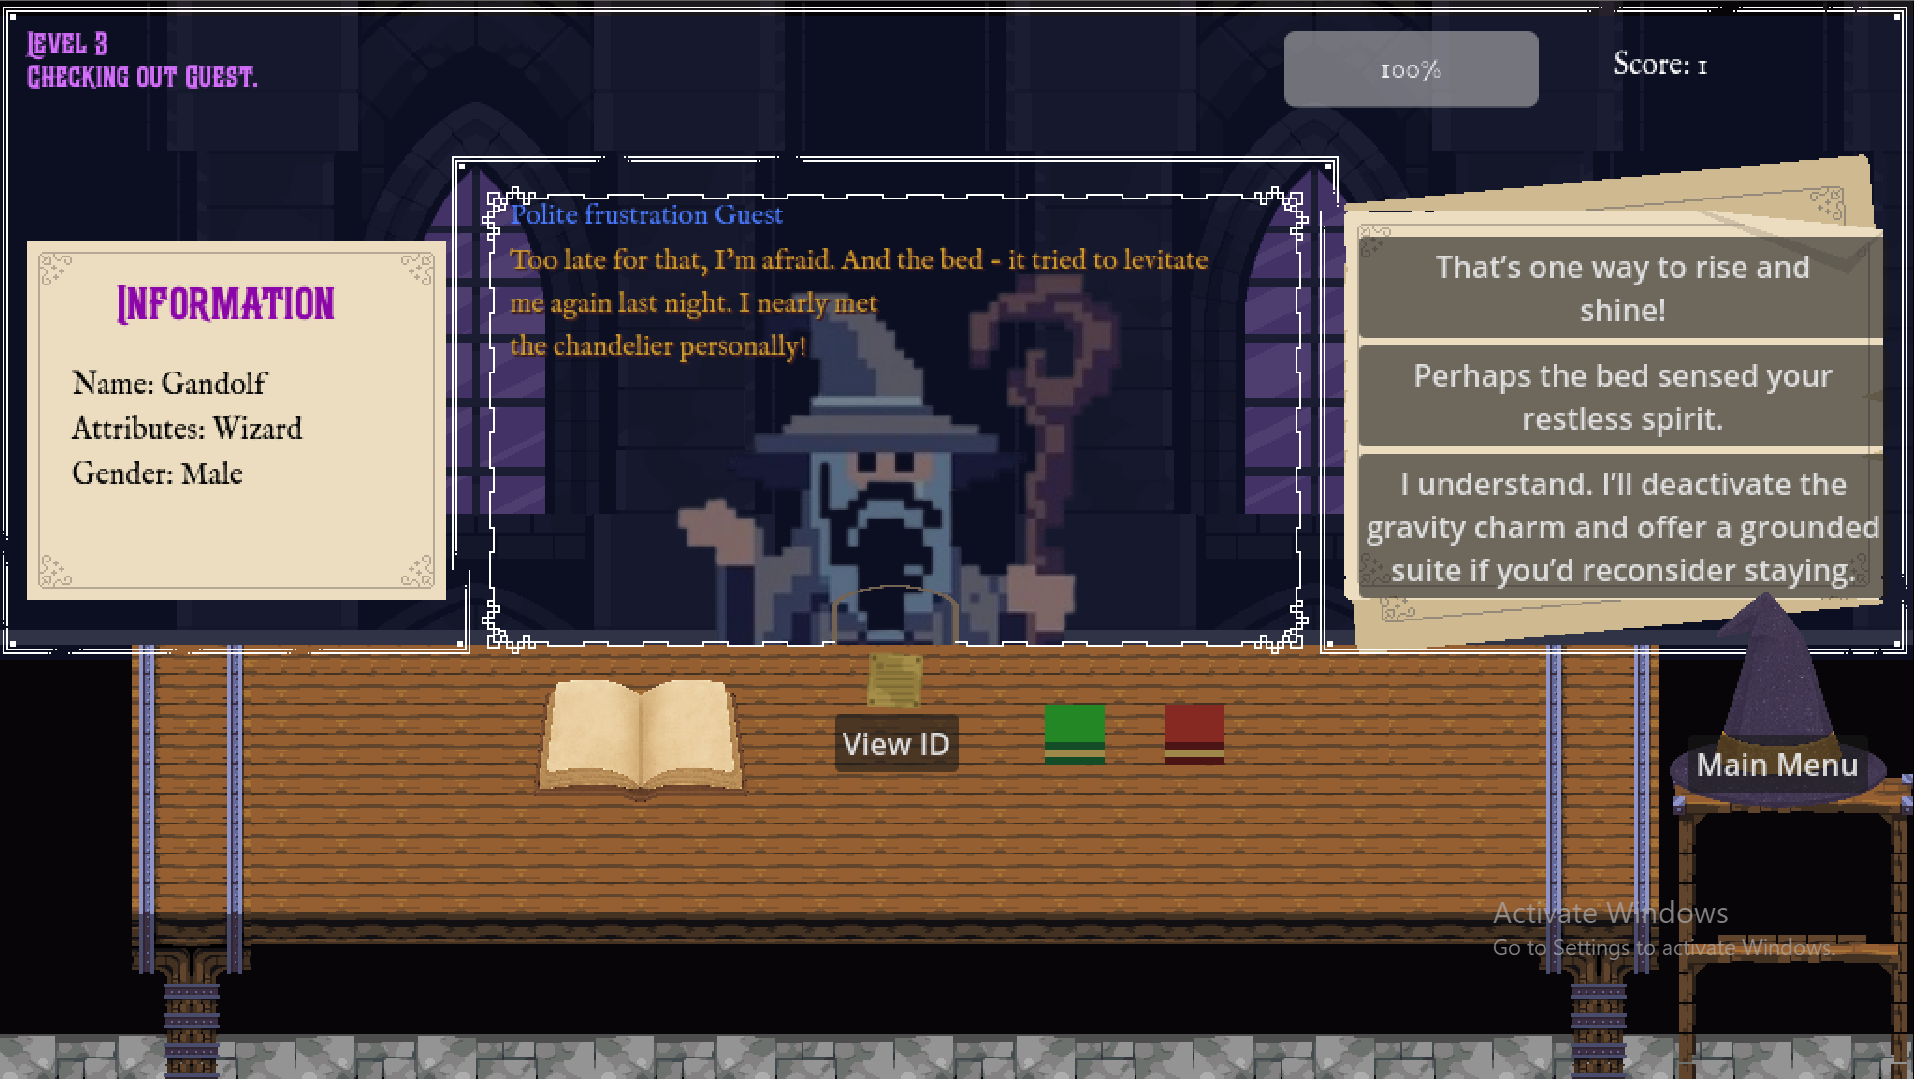 Level 3
Checking out Guest.
100%
Score: 1
Information
Name: Gandolf
Attributes: Wizard
Gender: Male
Polite frustration Guest
Too late for that, I'm afraid. And the bed - it tried to levitate
me again last night. I nearly met
the chandelier personally!
That's one way to rise and
shine!
Perhaps the bed sensed your
restless spirit.
I understand. I'll deactivate the
gravity charm and offer a grounded
suite if you'd reconsider staying.
View ID
Main Menu
Activate Windows
Go to Settings to activate Windows.